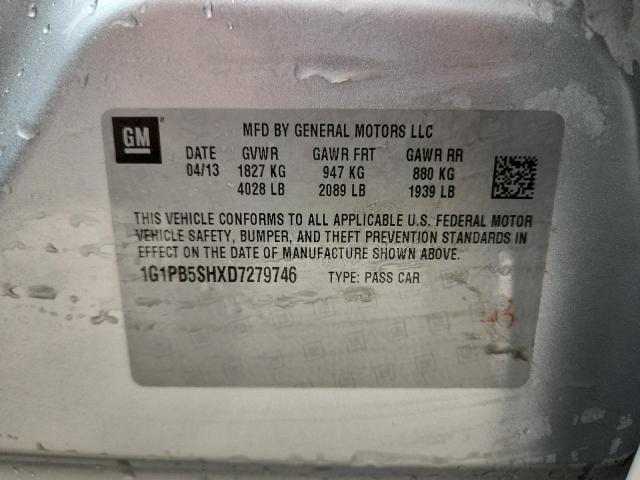 GM
MFD BY GENERAL MOTORS LLC
DATE GVWR GAWR FRT GAWR RR
04/13 1827 KG 947 KG 880 KG
4028 LB 2089 LB 1939 LB
THIS VEHICLE CONFORMS TO ALL APPLICABLE U.S. FEDERAL MOTOR
VEHICLE SAFETY, BUMPER, AND THEFT PREVENTION STANDARDS IN
EFFECT ON THE DATE OF MANUFACTURE SHOWN ABOVE.
1G1PB5SHXD7279746 TYPE: PASS CAR